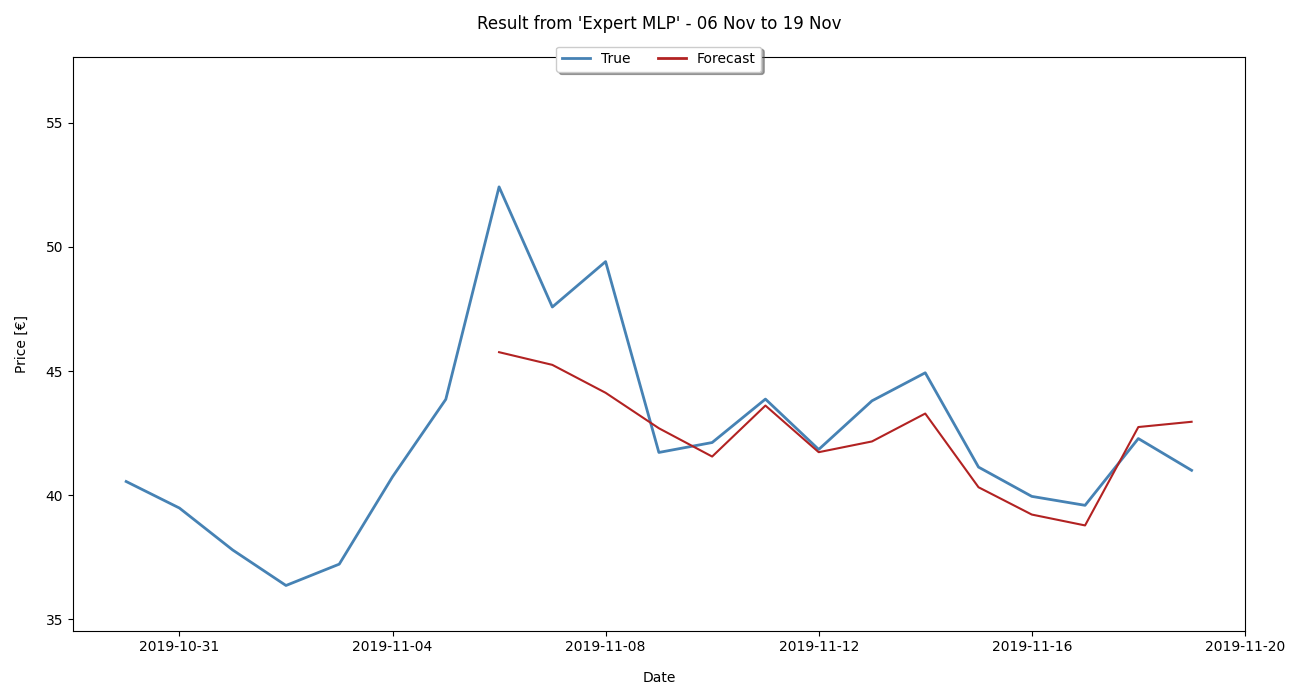 Result from 'Expert MLP' - 06 Nov to 19 Nov
True Forecast
Price [€]
55
50
45
40
35
2019-10-31 2019-11-04 2019-11-08 2019-11-12 2019-11-16 2019-11-20
Date